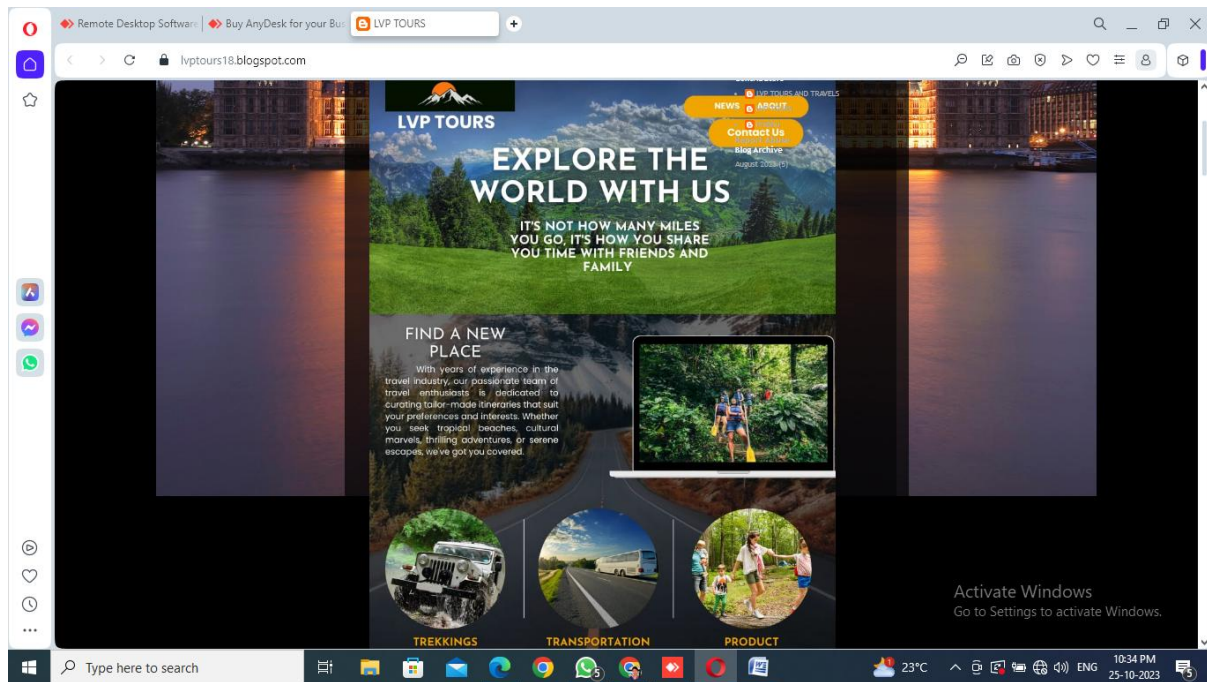 Remote Desktop Software
Buy AnyDesk for your Bus
LVP TOURS
lvptours18.blogspot.com
LVP TOURS AND TRAVELS
NEWS
ABOUT
LVP TOURS
Contact Us
Blog Archive
EXPLORE THE
WORLD WITH US
IT'S NOT HOW MANY MILES
YOU GO, IT'S HOW YOU SHARE
YOU TIME WITH FRIENDS AND
FAMILY
FIND A NEW
PLACE
With years of experience in the
travel industry, our passionate team of
travel enthusiasts is dedicated to
curating tailor-made itineraries that suit
your preferences and interests. Whether
you seek tropical beaches, cultural
marvels, thrilling adventures, or serene
escapes, we've got you covered.
TREKKINGS
TRANSPORTATION
PRODUCT
Activate Windows
Go to Settings to activate Windows.
Type here to search
5
23°C
ENG
10:34 PM
25-10-2023
5